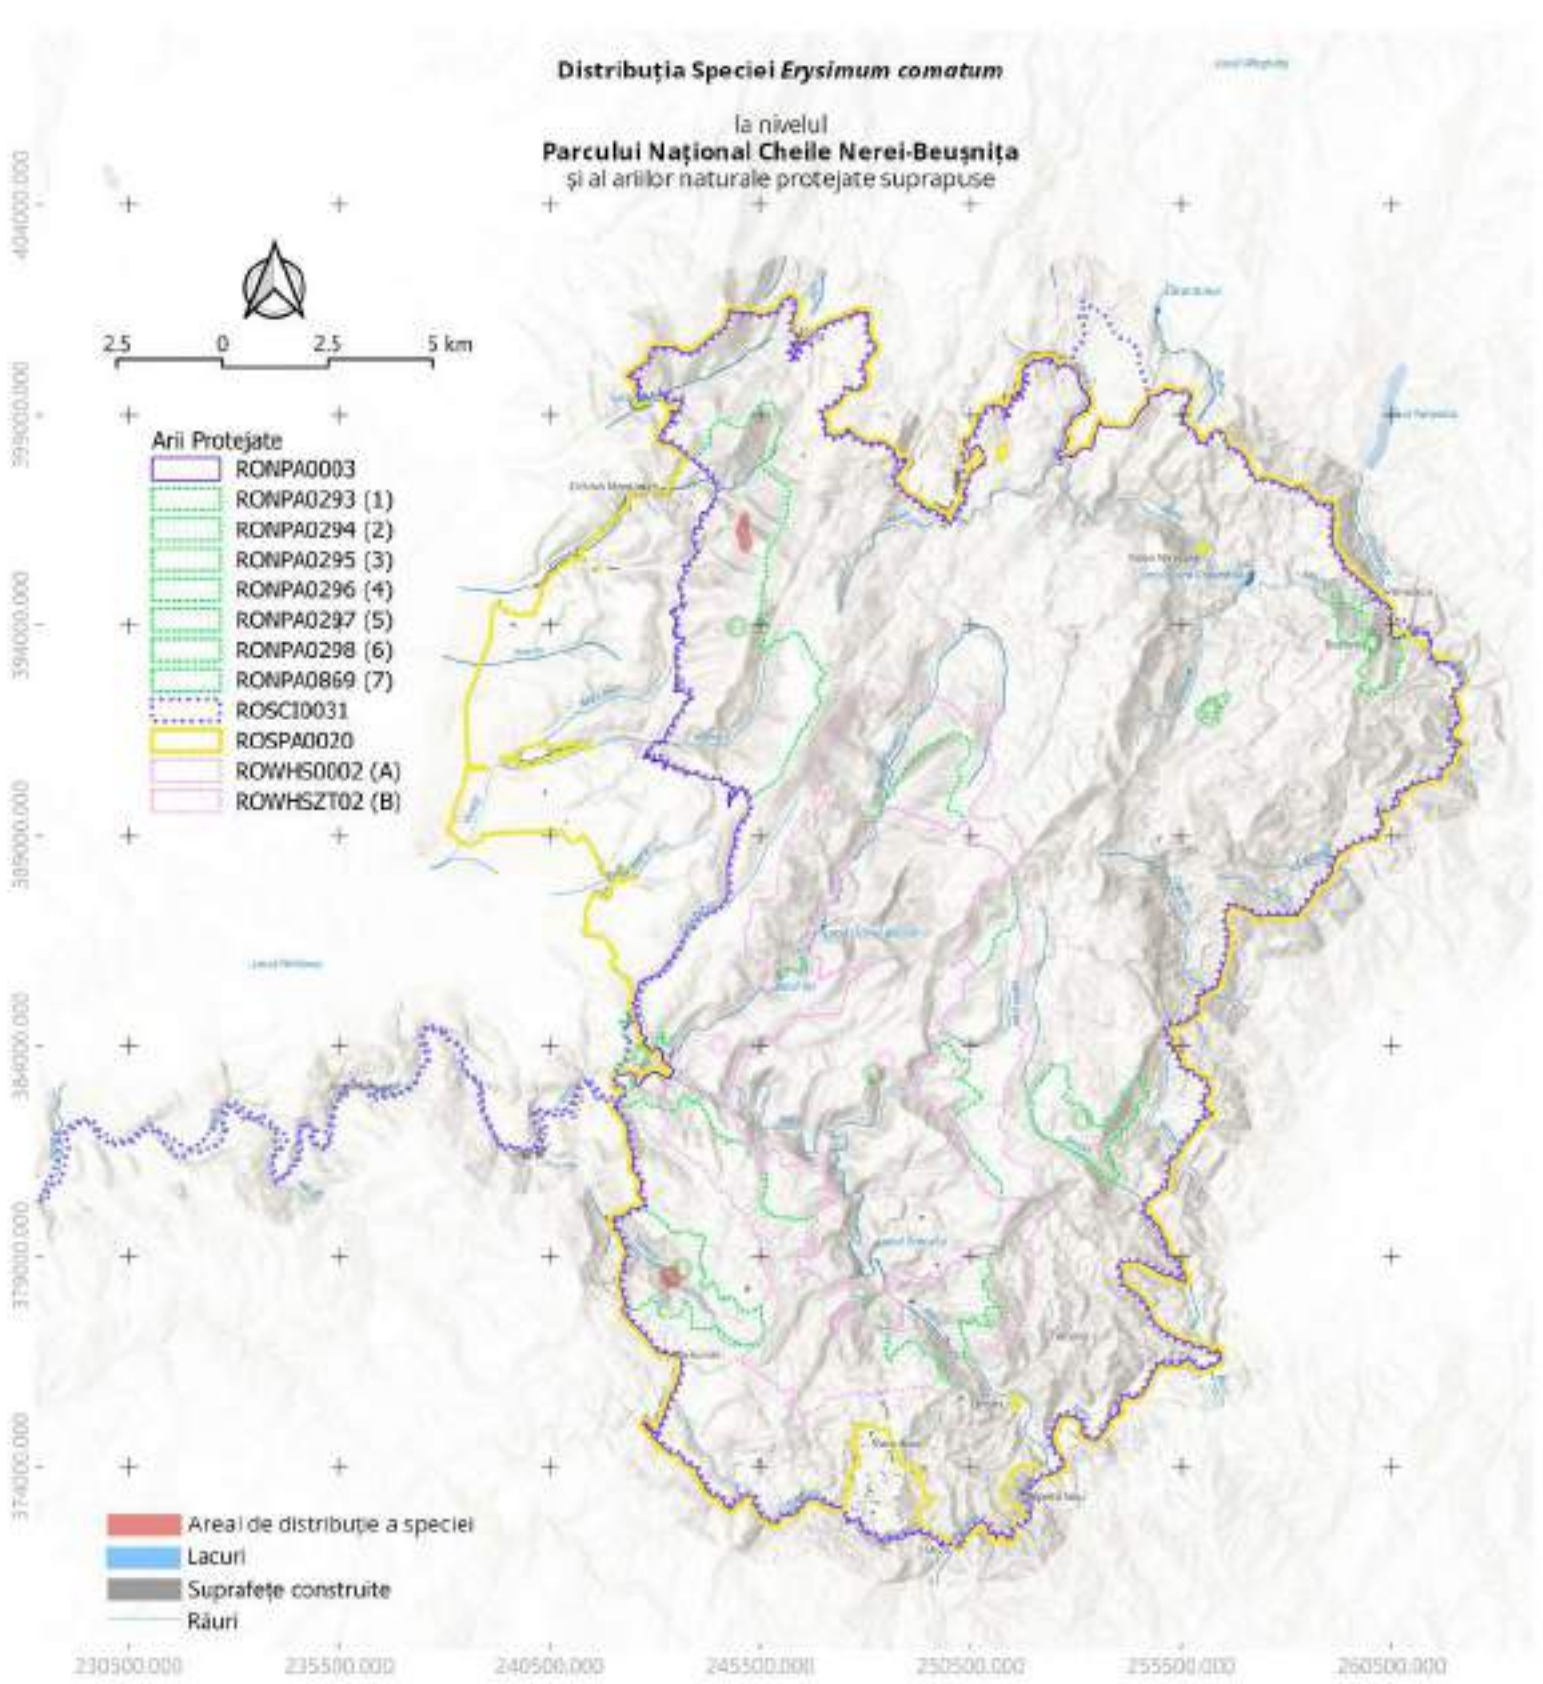 Distribuția Speciei Erysimum comatum
la nivelul
Parcului Național Cheile Nerei-Beușnița
și al ariilor naturale protejate suprapuse
404000.000
399000.000
394000.000
389000.000
384000.000
379000.000
374000.000
2.5 0 2.5 5 km
Arii Protejate
RONPA0003
RONPA0293 (1)
RONPA0294 (2)
RONPA0295 (3)
RONPA0296 (4)
RONPA0297 (5)
RONPA0298 (6)
RONPA0869 (7)
ROSCI0031
ROSPA0020
ROWHS0002 (A)
ROWHSZT02 (B)
Areal de distribuție a speciei
Lacuri
Suprafețe construite
Râuri
230500.000 235500.000 240500.000 245500.000 250500.000 255500.000 260500.000